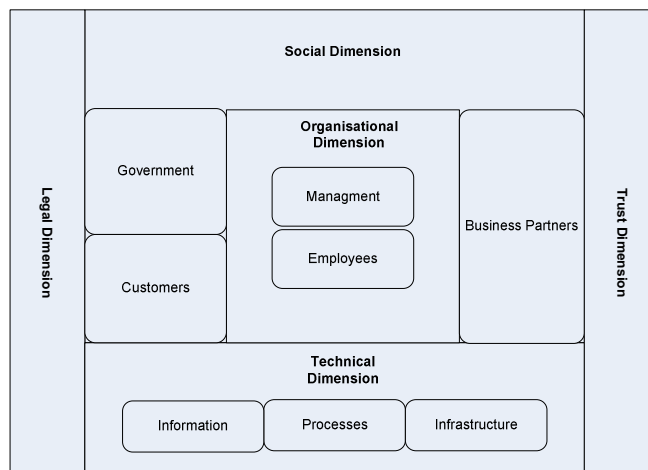 Social Dimension
Legal Dimension
Government
Customers
Organisational
Dimension
Managment
Employees
Business Partners
Trust Dimension
Technical
Dimension
Information
Processes
Infrastructure